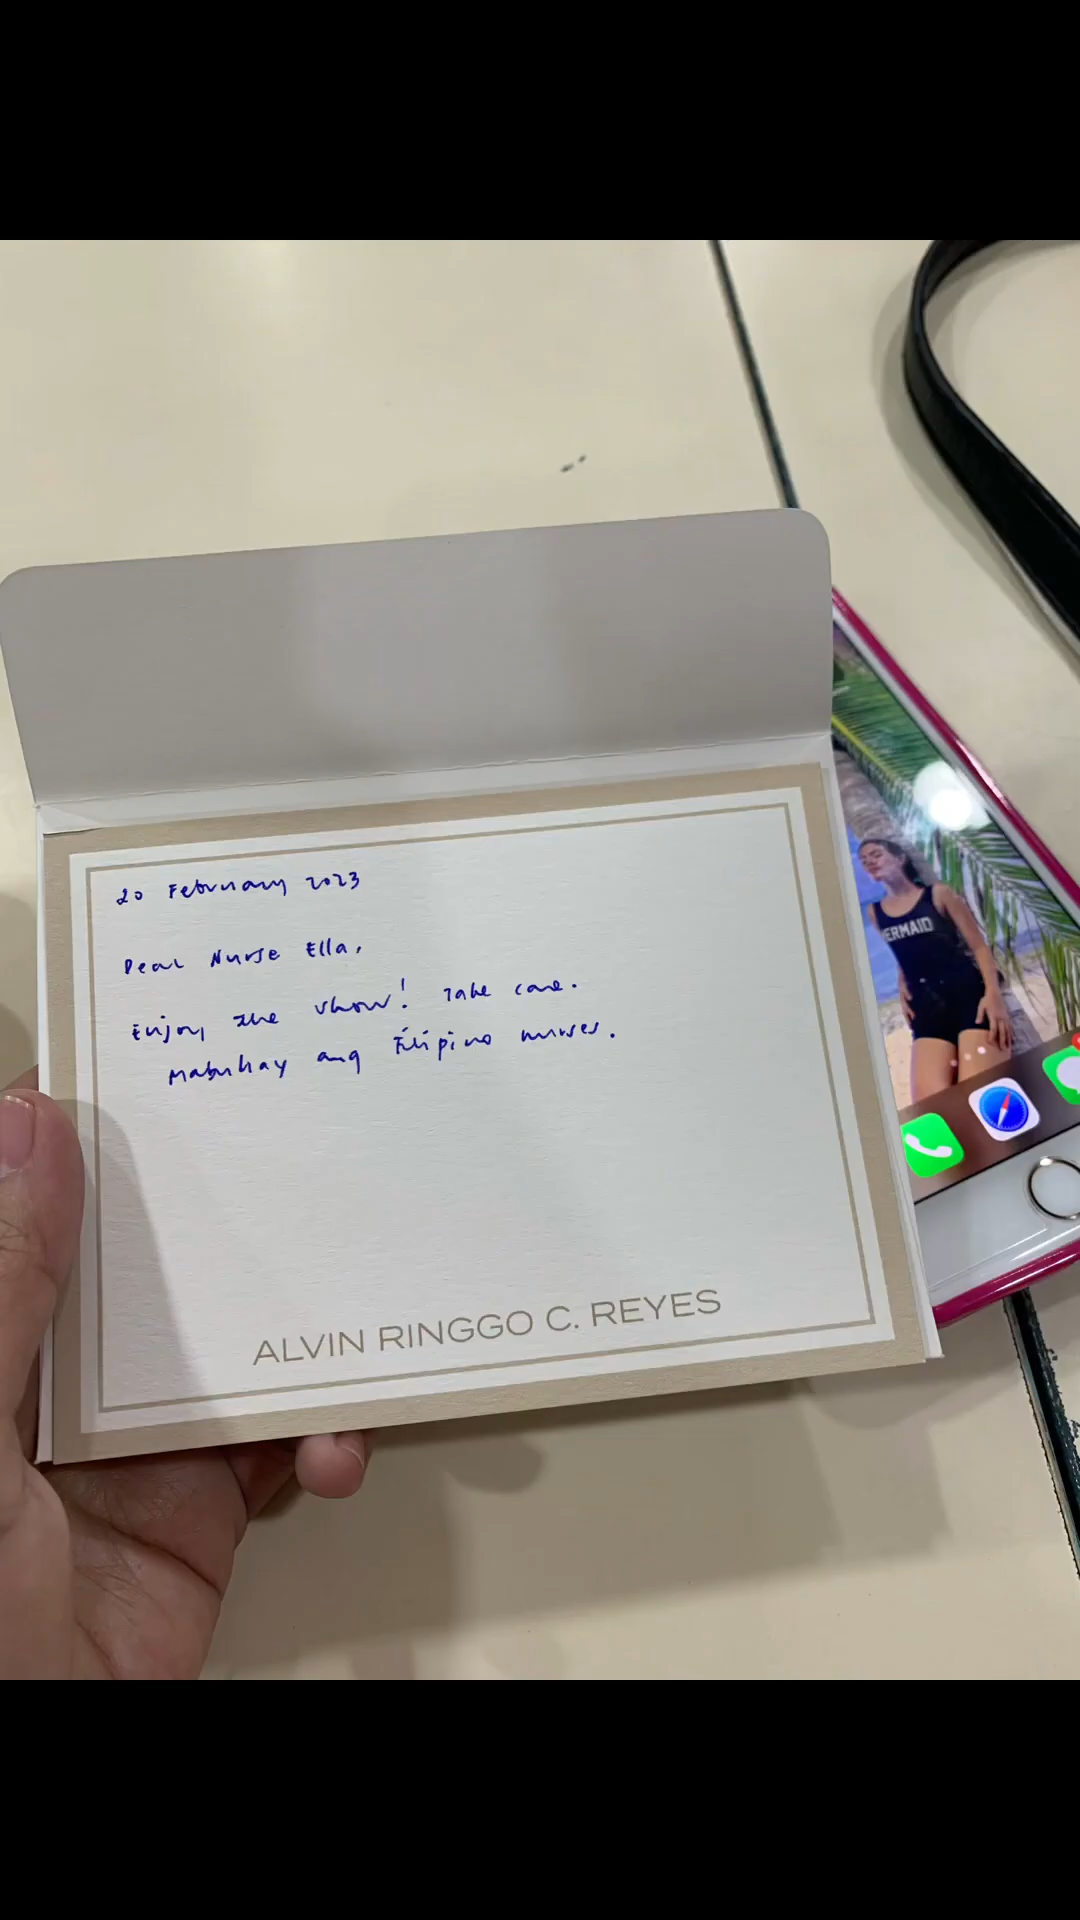 20 February 2023
Dear Nurse Ella,
Enjoy the show! Take care.
Mabuhay ang Filipino nurses.
ALVIN RINGGO C. REYES
ERMAID